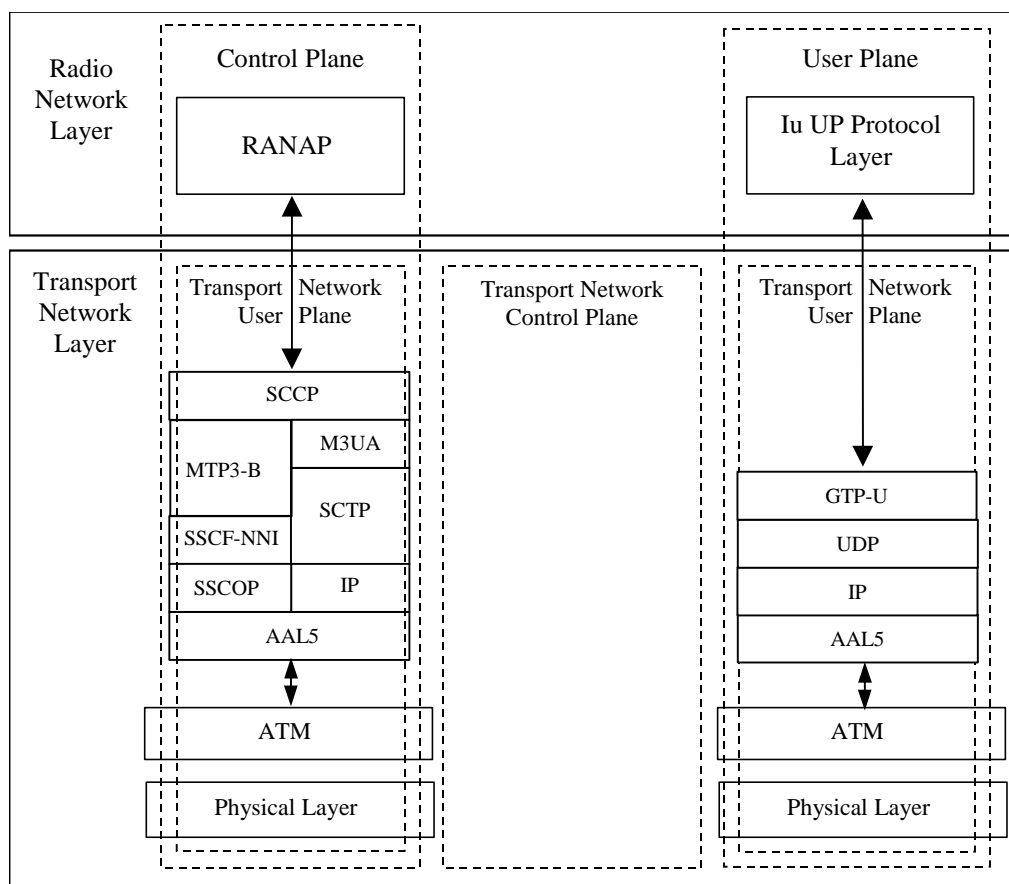 Radio
Network
Layer
Control Plane
RANAP
User Plane
Iu UP Protocol
Layer
Transport
Network
Layer
Transport Network
User Plane
SCCP
MTP3-B
M3UA
SCTP
SSCF-NNI
SSCOP
IP
AAL5
ATM
Physical Layer
Transport Network
Control Plane
Transport Network
User Plane
GTP-U
UDP
IP
AAL5
ATM
Physical Layer